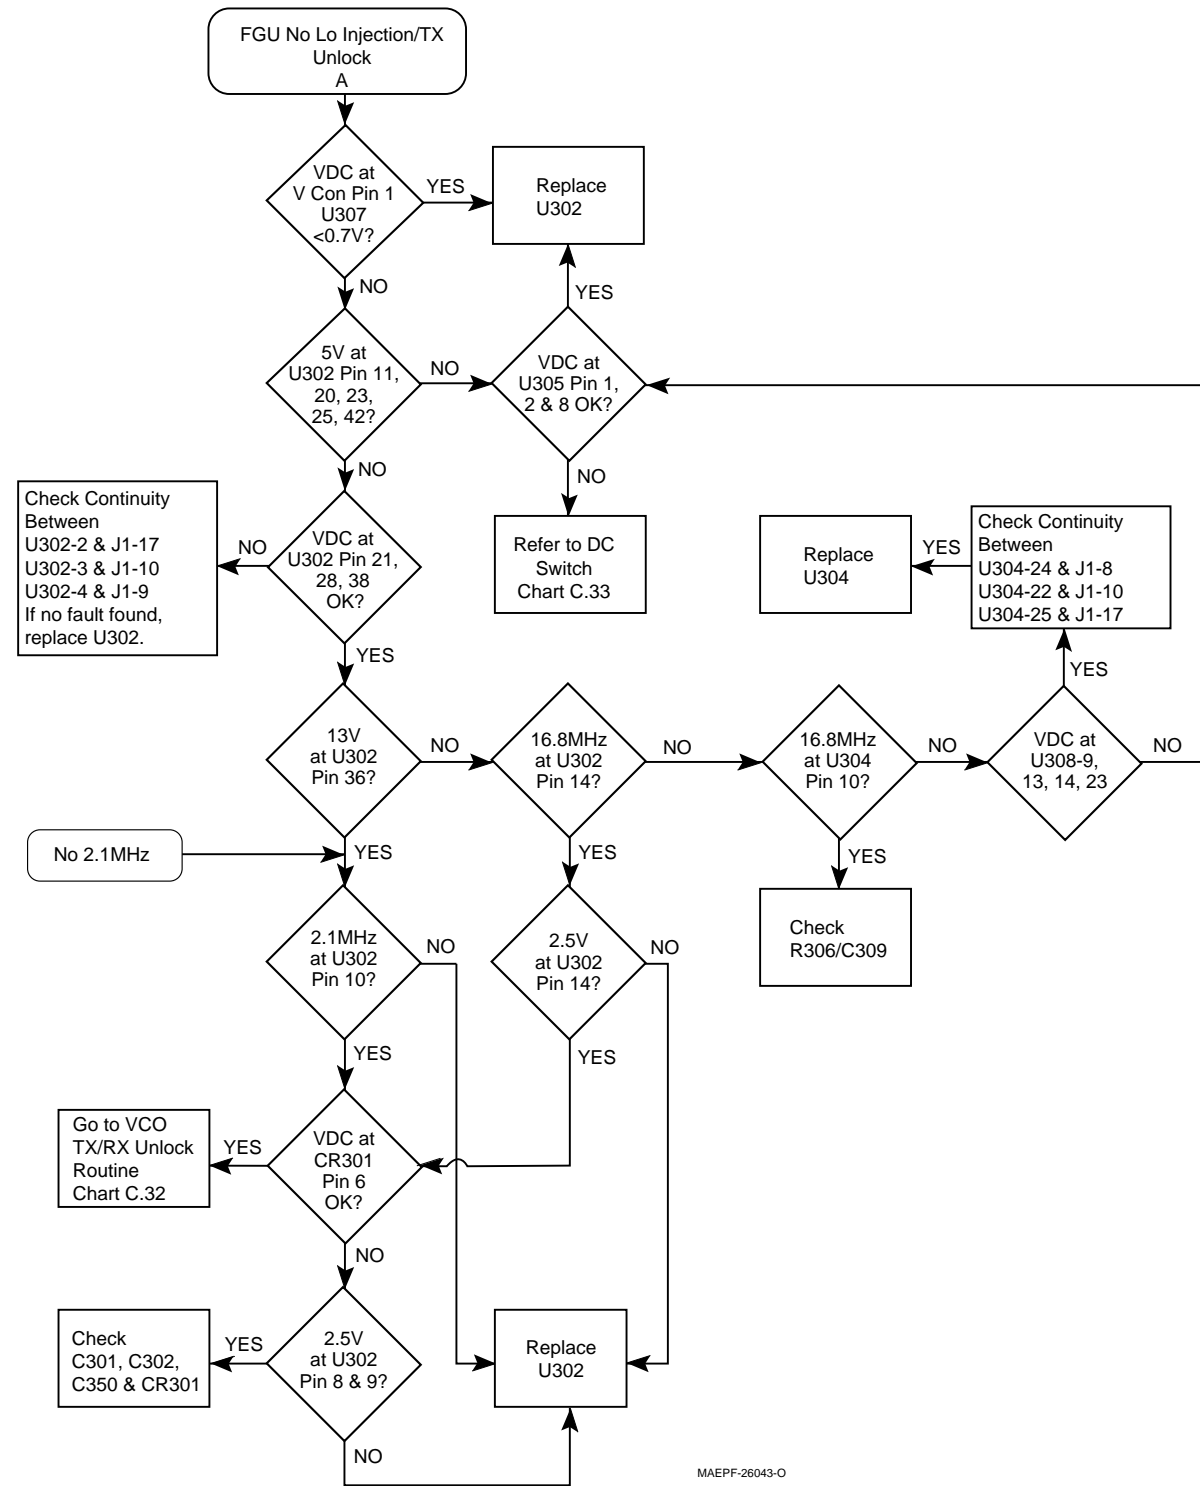 FGU No Lo Injection/TX
Unlock
A
VDC at
V Con Pin 1
U307
<0.7V?
YES
Replace
U302
NO
YES
5V at
U302 Pin 11,
20, 23,
25, 42?
NO
VDC at
U305 Pin 1,
2 & 8 OK?
NO
NO
Check Continuity
Between
U302-2 & J1-17
U302-3 & J1-10
U302-4 & J1-9
If no fault found,
replace U302.
NO
VDC at
U302 Pin 21,
28, 38
OK?
Refer to DC
Switch
Chart C.33
Replace
U304
YES
Check Continuity
Between
U304-24 & J1-8
U304-22 & J1-10
U304-25 & J1-17
YES
YES
13V
at U302
Pin 36?
NO
16.8MHz
at U302
Pin 14?
NO
16.8MHz
at U304
Pin 10?
NO
VDC at
U308-9,
13, 14, 23
NO
No 2.1MHz
YES
YES
YES
2.1MHz
at U302
Pin 10?
NO
2.5V
at U302
Pin 14?
NO
Check
R306/C309
YES
YES
Go to VCO
TX/RX Unlock
Routine
Chart C.32
YES
VDC at
CR301
Pin 6
OK?
NO
Check
C301, C302,
C350 & CR301
YES
2.5V
at U302
Pin 8 & 9?
Replace
U302
NO
MAEPF-26043-O